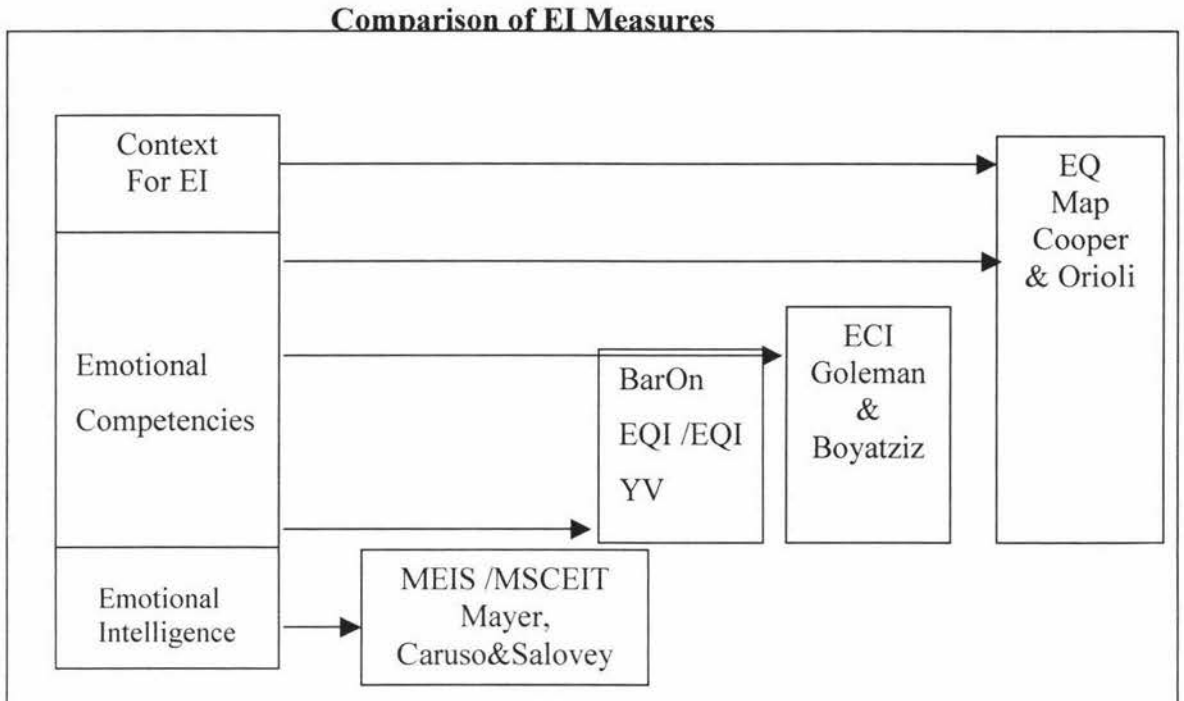 Comparison of EI Measures
Context
For EI
EQ
Map
Cooper
& Orioli
Emotional
Competencies
ECI
Goleman
&
Boyatziz
BarOn
EQI /EQI
YV
Emotional
Intelligence
MEIS /MSCEIT
Mayer,
Caruso&Salovey